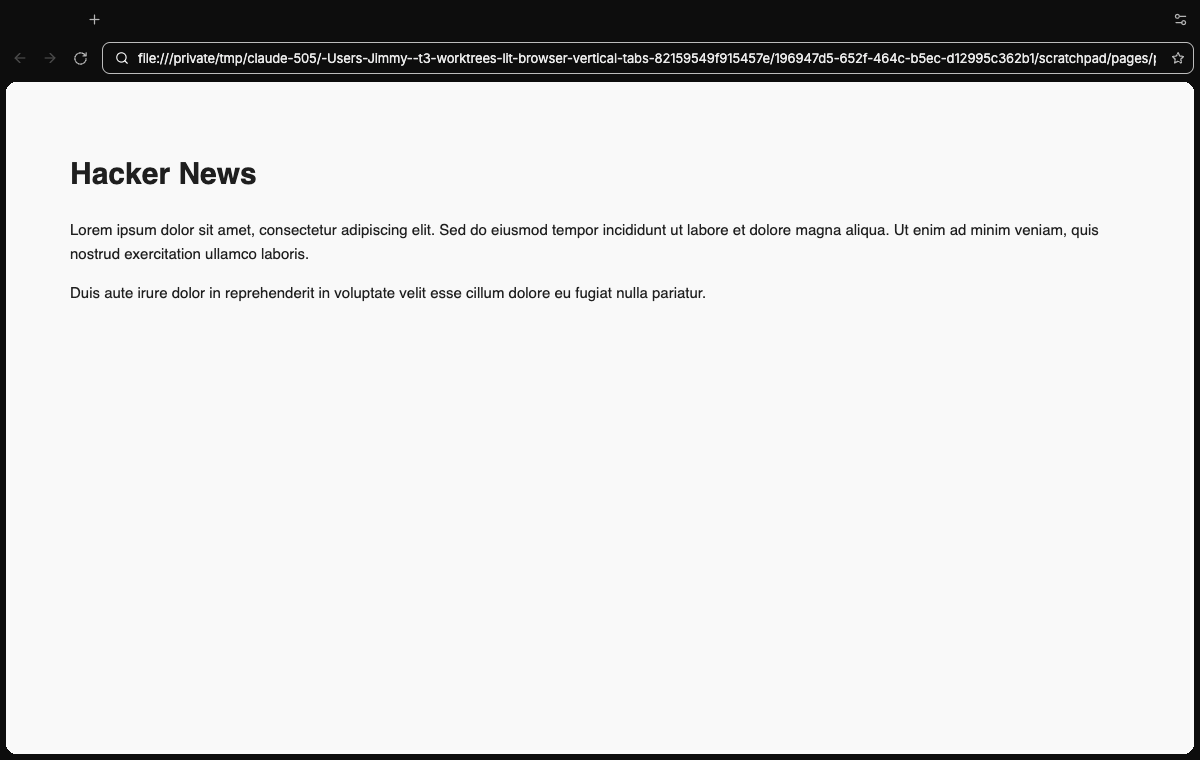 file:///private/tmp/claude-505/-Users-Jimmy--t3-worktrees-lit-browser-vertical-tabs-82159549f915457e/196947d5-652f-464c-b5ec-d12995c362b1/scratchpad/pages/p
Hacker News
Lorem ipsum dolor sit amet, consectetur adipiscing elit. Sed do eiusmod tempor incididunt ut labore et dolore magna aliqua. Ut enim ad minim veniam, quis
nostrud exercitation ullamco laboris.
Duis aute irure dolor in reprehenderit in voluptate velit esse cillum dolore eu fugiat nulla pariatur.